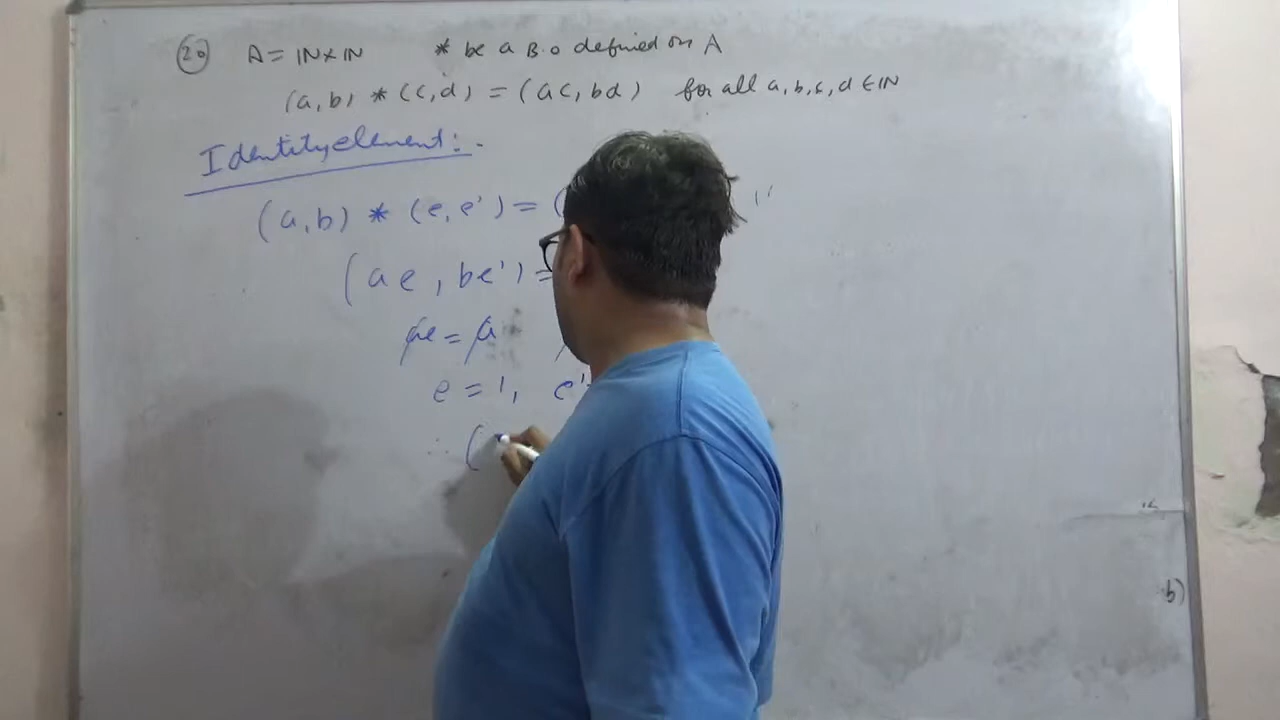 (20) A = IN×IN * be a B.O defined on A
(a,b) * (c,d) = (ac, bd) for all a,b,c,d ∈ IN
Identity element:-
(a,b) * (e,e') = (
(ae, be') =
ae = a
e = 1, e'
∴ (
b)